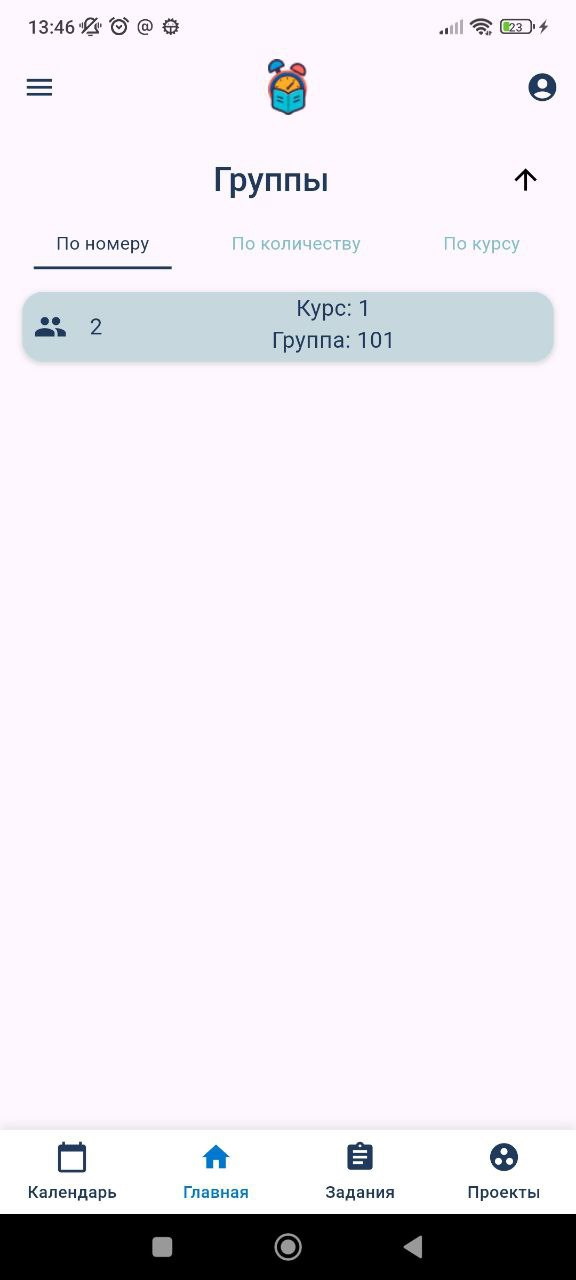 13:46 @ 23
Группы
По номеру По количеству По курсу
2
Курс: 1
Группа: 101
Календарь Главная Задания Проекты